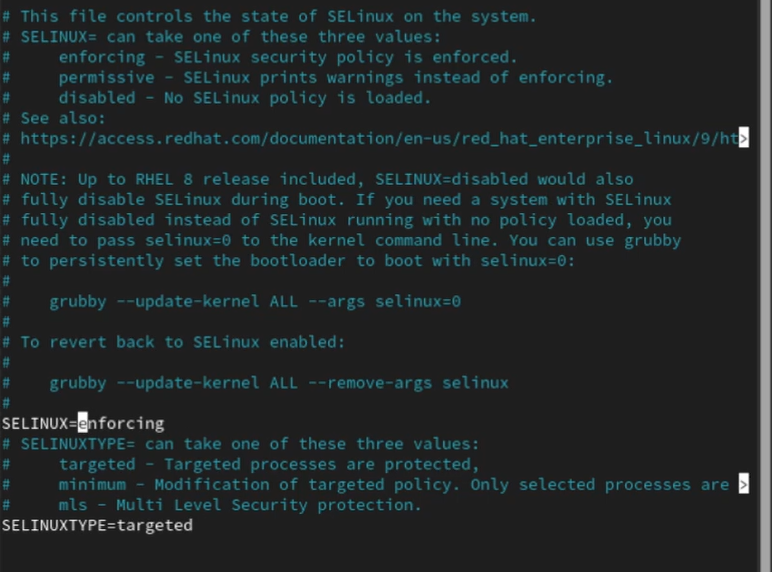 # This file controls the state of SELinux on the system.
# SELINUX= can take one of these three values:
#     enforcing - SELinux security policy is enforced.
#     permissive - SELinux prints warnings instead of enforcing.
#     disabled - No SELinux policy is loaded.
# See also:
# https://access.redhat.com/documentation/en-us/red_hat_enterprise_linux/9/ht>
#
# NOTE: Up to RHEL 8 release included, SELINUX=disabled would also
# fully disable SELinux during boot. If you need a system with SELinux
# fully disabled instead of SELinux running with no policy loaded, you
# need to pass selinux=0 to the kernel command line. You can use grubby
# to persistently set the bootloader to boot with selinux=0:
#
#    grubby --update-kernel ALL --args selinux=0
#
# To revert back to SELinux enabled:
#
#    grubby --update-kernel ALL --remove-args selinux
#
SELINUX=enforcing
# SELINUXTYPE= can take one of these three values:
#     targeted - Targeted processes are protected,
#     minimum - Modification of targeted policy. Only selected processes are >
#     mls - Multi Level Security protection.
SELINUXTYPE=targeted